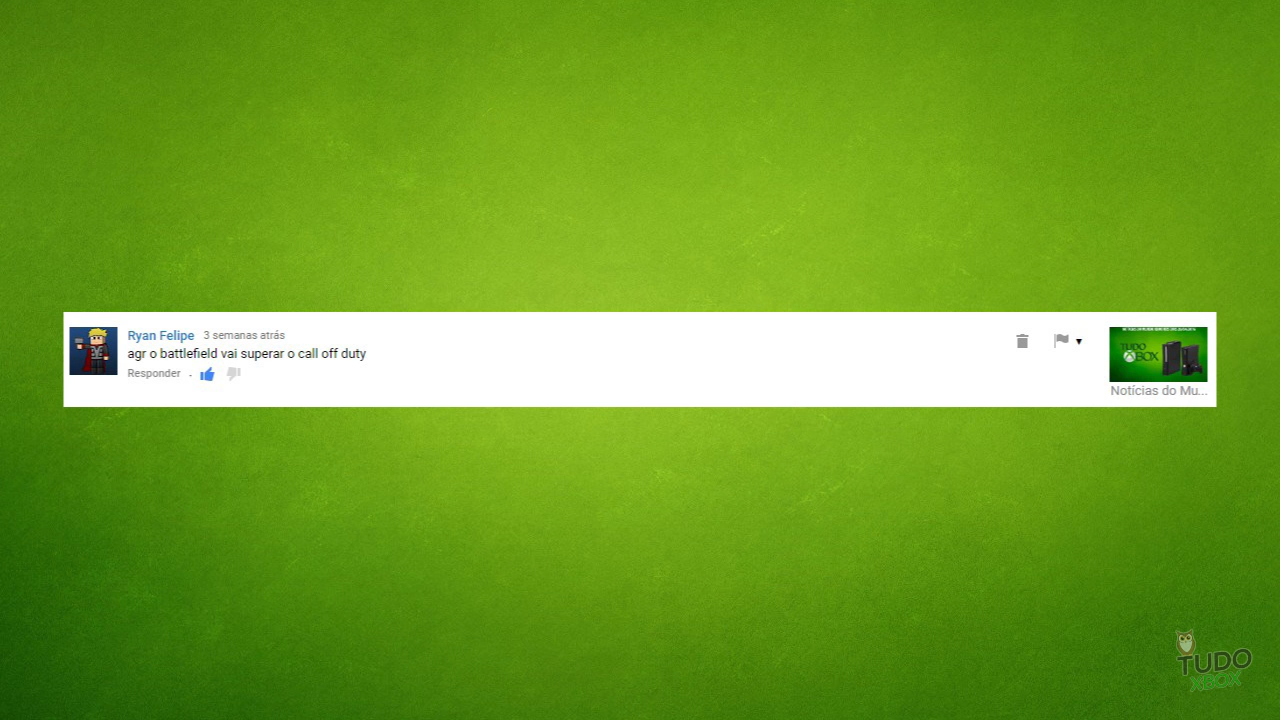 Ryan Felipe 3 semanas atrás
agr o battlefield vai superar o call off duty
Responder .
TUDO
XBOX
Notícias do Mu...
TUDO
XBOX